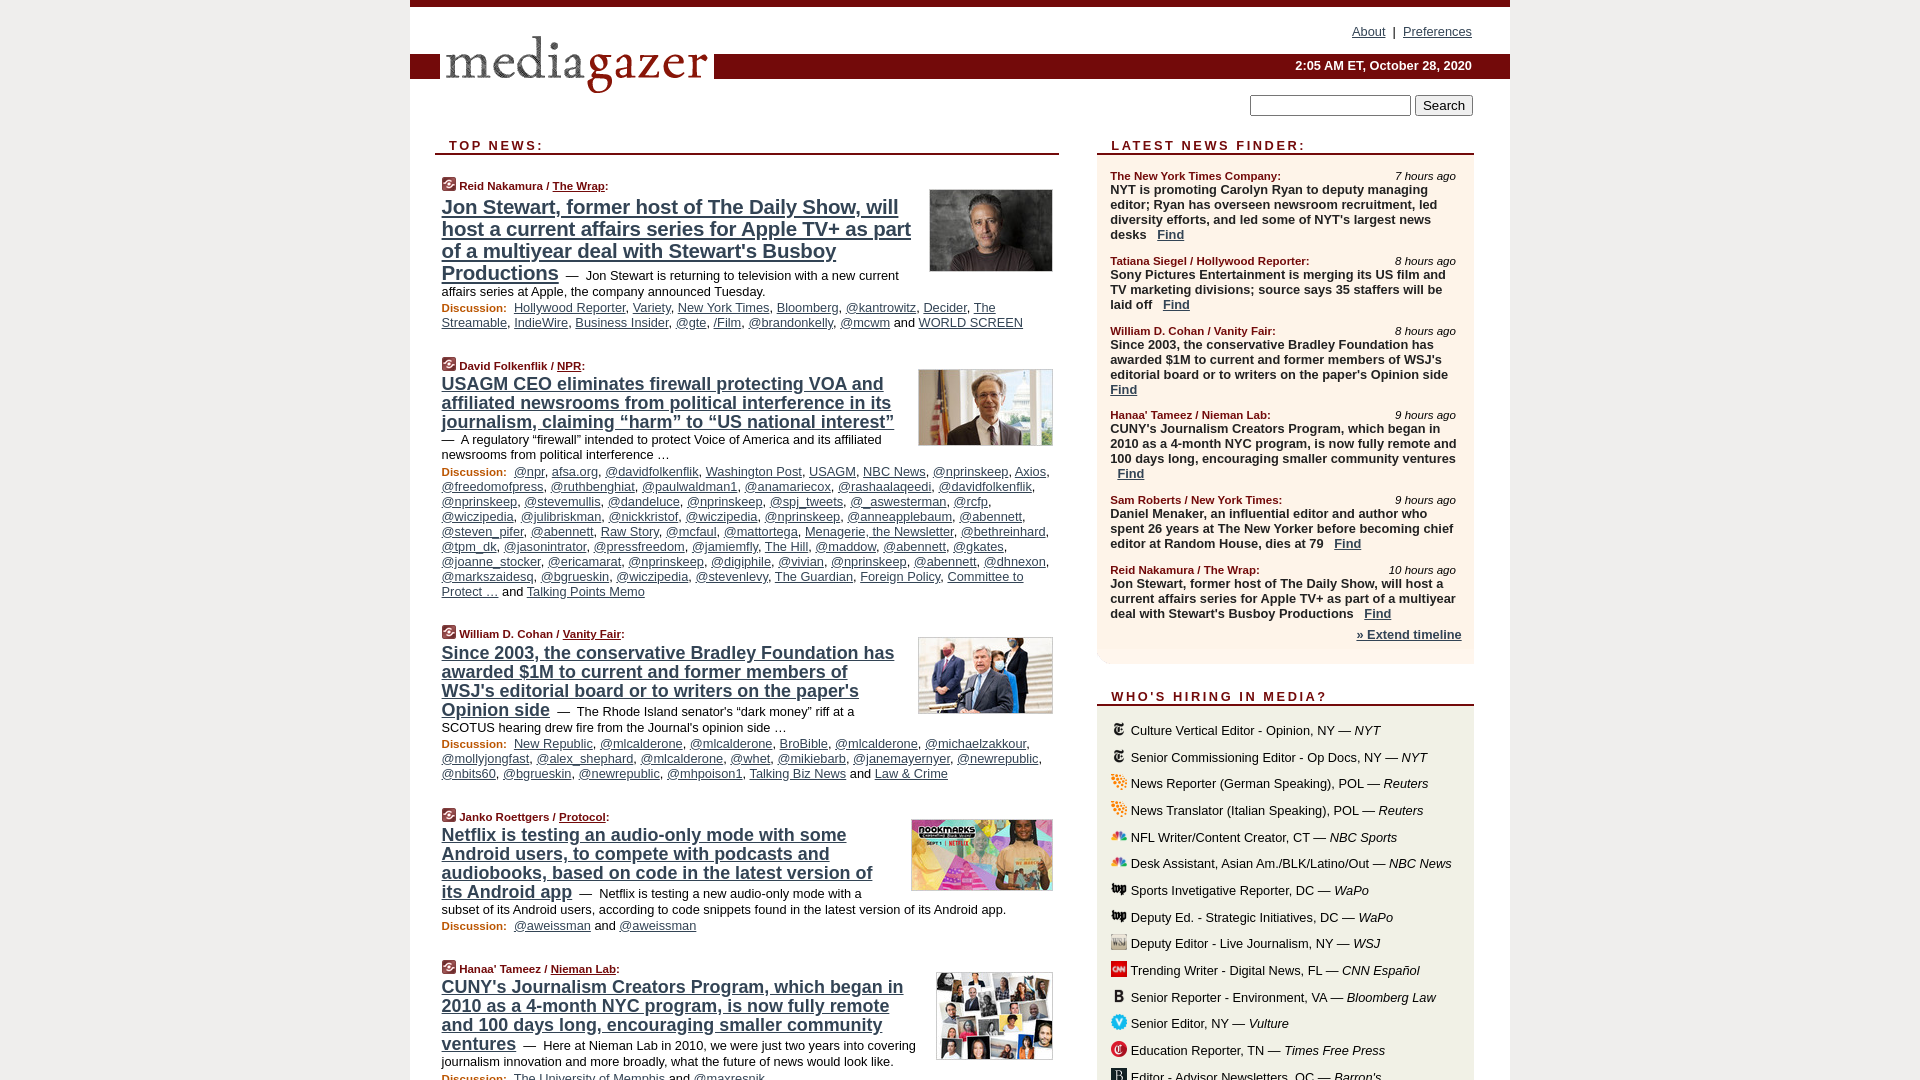 About | Preferences
mediagazer
2:05 AM ET, October 28, 2020
Search
TOP NEWS:
Reid Nakamura / The Wrap:
Jon Stewart, former host of The Daily Show, will
host a current affairs series for Apple TV+ as part
of a multiyear deal with Stewart's Busboy
Productions — Jon Stewart is returning to television with a new current
affairs series at Apple, the company announced Tuesday.
Discussion: Hollywood Reporter, Variety, New York Times, Bloomberg, @kantrowitz, Decider, The
Streamable, IndieWire, Business Insider, @gte, /Film, @brandonkelly, @mcwm and WORLD SCREEN
David Folkenflik / NPR:
USAGM CEO eliminates firewall protecting VOA and
affiliated newsrooms from political interference in its
journalism, claiming “harm” to “US national interest”
— A regulatory “firewall” intended to protect Voice of America and its affiliated
newsrooms from political interference …
Discussion: @npr, afsa.org, @davidfolkenflik, Washington Post, USAGM, NBC News, @nprinskeep, Axios,
@freedomofpress, @ruthbenghiat, @paulwaldman1, @anamariecox, @rashaalaqeedi, @davidfolkenflik,
@nprinskeep, @stevemullis, @dandeluce, @nprinskeep, @spj_tweets, @_aswesterman, @rcfp,
@wiczipedia, @julibriskman, @nickkristof, @wiczipedia, @nprinskeep, @anneapplebaum, @abennett,
@steven_pifer, @abennett, Raw Story, @mcfaul, @mattortega, Menagerie, the Newsletter, @bethreinhard,
@tpm_dk, @jasonintrator, @pressfreedom, @jamiemfly, The Hill, @maddow, @abennett, @gkates,
@joanne_stocker, @ericamarat, @nprinskeep, @digiphile, @vivian, @nprinskeep, @abennett, @dhnexon,
@markszaidesq, @bgrueskin, @wiczipedia, @stevenlevy, The Guardian, Foreign Policy, Committee to
Protect … and Talking Points Memo
William D. Cohan / Vanity Fair:
Since 2003, the conservative Bradley Foundation has
awarded $1M to current and former members of
WSJ's editorial board or to writers on the paper's
Opinion side — The Rhode Island senator's “dark money” riff at a
SCOTUS hearing drew fire from the Journal's opinion side …
Discussion: New Republic, @mlcalderone, @mlcalderone, BroBible, @mlcalderone, @michaelzakkour,
@mollyjongfast, @alex_shephard, @mlcalderone, @whet, @mikiebarb, @janemayernyer, @newrepublic,
@nbits60, @bgrueskin, @newrepublic, @mhpoison1, Talking Biz News and Law & Crime
Janko Roettgers / Protocol:
Netflix is testing an audio-only mode with some
Android users, to compete with podcasts and
audiobooks, based on code in the latest version of
its Android app — Netflix is testing a new audio-only mode with a
subset of its Android users, according to code snippets found in the latest version of its Android app.
Discussion: @aweissman and @aweissman
NOOKMARKS
SEPT 1 | NETFLIX
Hanaa' Tameez / Nieman Lab:
CUNY's Journalism Creators Program, which began in
2010 as a 4-month NYC program, is now fully remote
and 100 days long, encouraging smaller community
ventures — Here at Nieman Lab in 2010, we were just two years into covering
journalism innovation and more broadly, what the future of news would look like.
Discussion: The University of Memphis and @maxresnik
LATEST NEWS FINDER:
The New York Times Company: 7 hours ago
NYT is promoting Carolyn Ryan to deputy managing
editor; Ryan has overseen newsroom recruitment, led
diversity efforts, and led some of NYT's largest news
desks Find
Tatiana Siegel / Hollywood Reporter: 8 hours ago
Sony Pictures Entertainment is merging its US film and
TV marketing divisions; source says 35 staffers will be
laid off Find
William D. Cohan / Vanity Fair: 8 hours ago
Since 2003, the conservative Bradley Foundation has
awarded $1M to current and former members of WSJ's
editorial board or to writers on the paper's Opinion side
Find
Hanaa' Tameez / Nieman Lab: 9 hours ago
CUNY's Journalism Creators Program, which began in
2010 as a 4-month NYC program, is now fully remote and
100 days long, encouraging smaller community ventures
Find
Sam Roberts / New York Times: 9 hours ago
Daniel Menaker, an influential editor and author who
spent 26 years at The New Yorker before becoming chief
editor at Random House, dies at 79 Find
Reid Nakamura / The Wrap: 10 hours ago
Jon Stewart, former host of The Daily Show, will host a
current affairs series for Apple TV+ as part of a multiyear
deal with Stewart's Busboy Productions Find
» Extend timeline
WHO'S HIRING IN MEDIA?
Culture Vertical Editor - Opinion, NY — NYT
Senior Commissioning Editor - Op Docs, NY — NYT
News Reporter (German Speaking), POL — Reuters
News Translator (Italian Speaking), POL — Reuters
NFL Writer/Content Creator, CT — NBC Sports
Desk Assistant, Asian Am./BLK/Latino/Out — NBC News
wp Sports Invetigative Reporter, DC — WaPo
wp Deputy Ed. - Strategic Initiatives, DC — WaPo
WSJ Deputy Editor - Live Journalism, NY — WSJ
CNN Trending Writer - Digital News, FL — CNN Español
B Senior Reporter - Environment, VA — Bloomberg Law
V Senior Editor, NY — Vulture
Education Reporter, TN — Times Free Press
B Editor - Advisor Newsletters, OC — Barron's